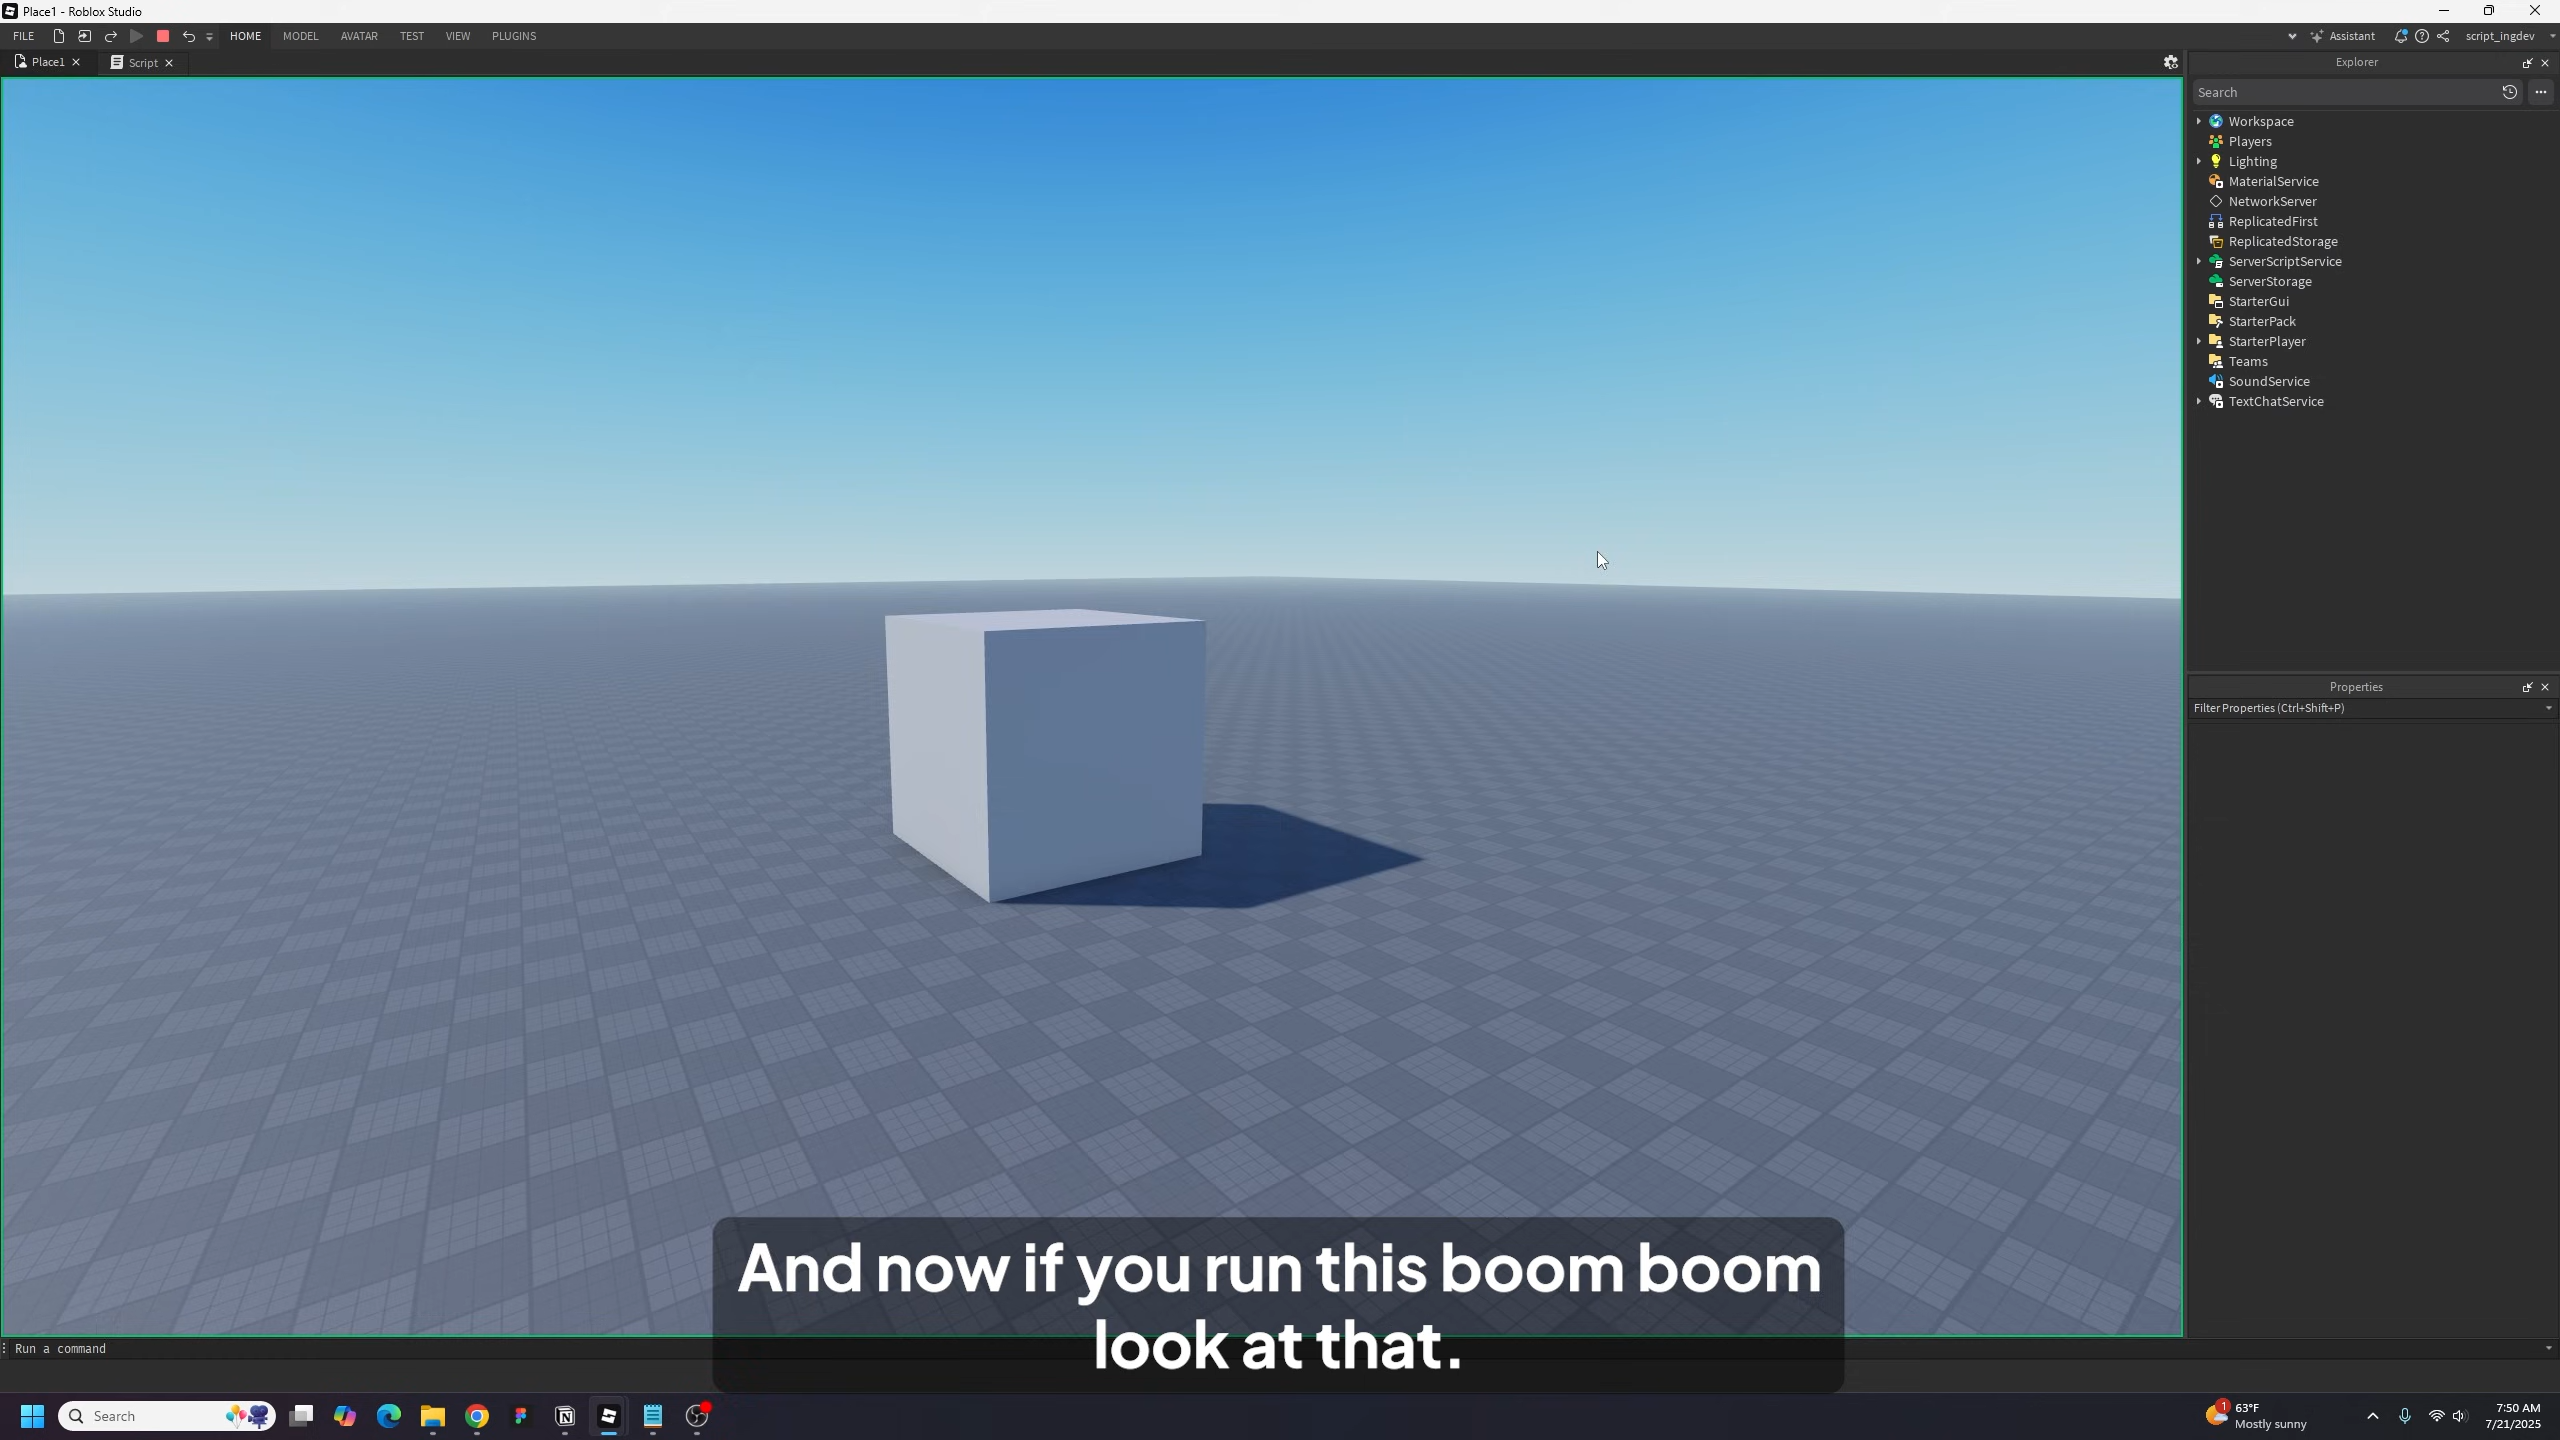 Place1 - Roblox Studio
FILE
HOME
MODEL
AVATAR
TEST
VIEW
PLUGINS
Assistant
script_ingdev
Place1
Script
Explorer
Search
Workspace
Players
Lighting
MaterialService
NetworkServer
ReplicatedFirst
ReplicatedStorage
ServerScriptService
ServerStorage
StarterGui
StarterPack
StarterPlayer
Teams
SoundService
TextChatService
Properties
Filter Properties (Ctrl+Shift+P)
And now if you run this boom boom
look at that.
Run a command
Search
1
63°F
Mostly sunny
7:50 AM
7/21/2025